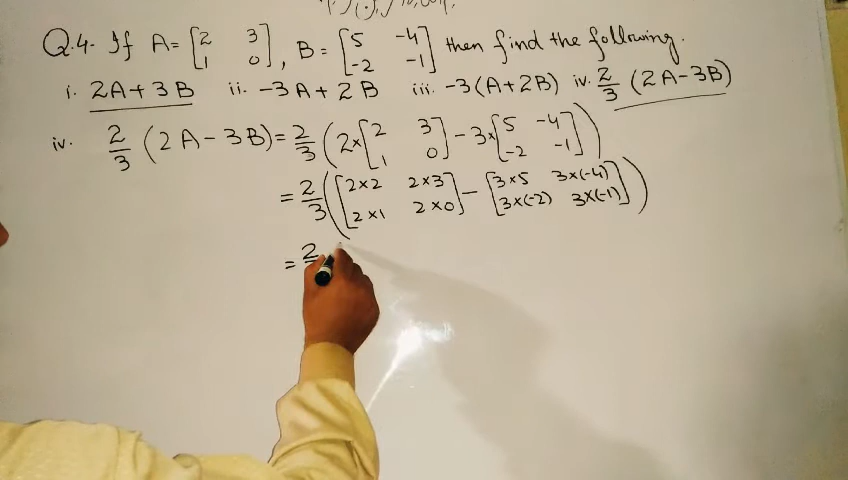 Q.4. If A = [2 3 1 0], B = [5 -4 -2 -1] then find the following.
i. 2A+3B ii. -3A+2B iii. -3(A+2B) iv. 2/3 (2A-3B)
iv. 2/3 (2A-3B) = 2/3 (2×[2 3 1 0] - 3×[5 -4 -2 -1])
= 2/3 ([2×2 2×3 2×1 2×0] - [3×5 3×(-4) 3×(-2) 3×(-1)])
= 2